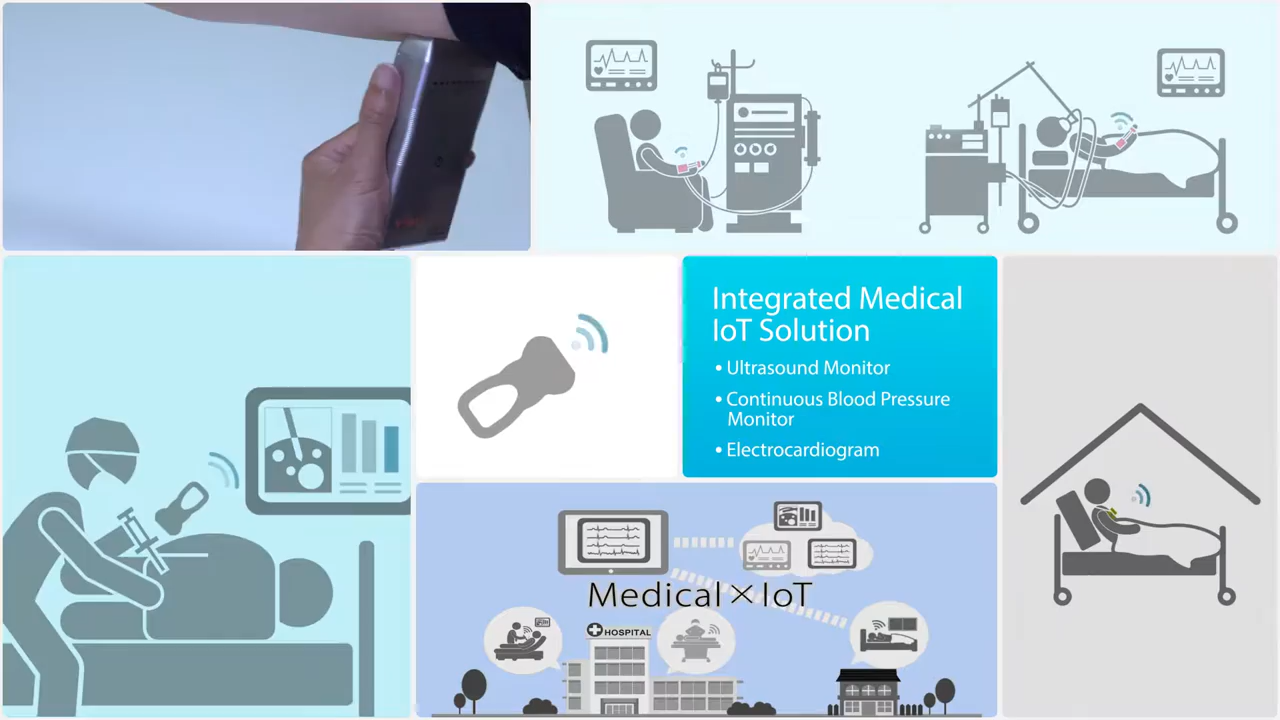 Integrated Medical
IoT Solution
• Ultrasound Monitor
• Continuous Blood Pressure
Monitor
• Electrocardiogram
Medical×IoT
HOSPITAL